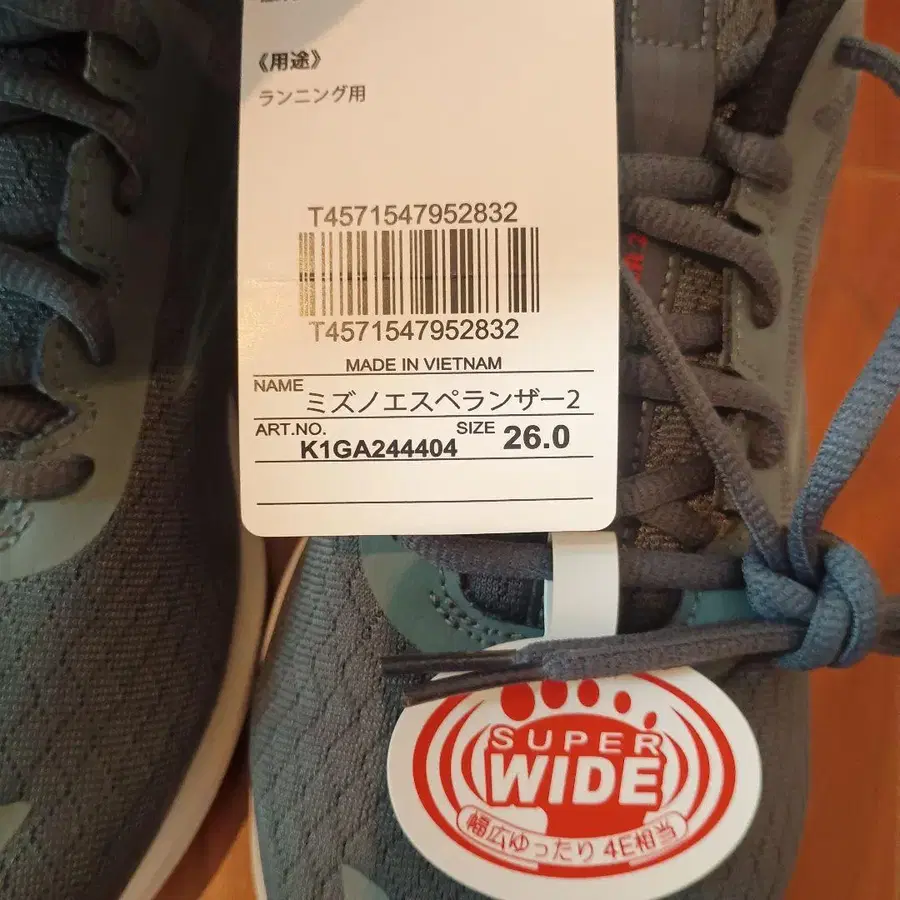 《用途》
ランニング用
T4571547952832
T4571547952832
MADE IN VIETNAM
NAME
ミズノエスペランザー2
ART.NO.
K1GA244404
SIZE
26.0
SUPER
WIDE
幅広ゆったり 4E相当